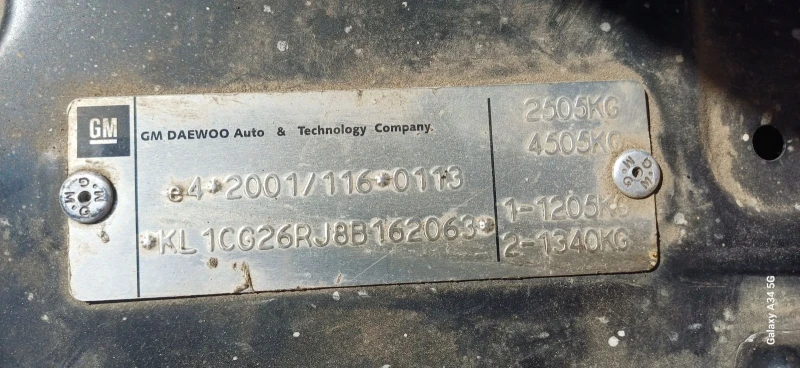 GM
GM DAEWOO Auto & Technology Company.
e4*2001/116*0113
*KL1CG26RJ8B162063*
2505KG
4505KG
1-1205KG
2-1340KG
G.M. G.M.
G.M. G.M.
Galaxy A34 5G